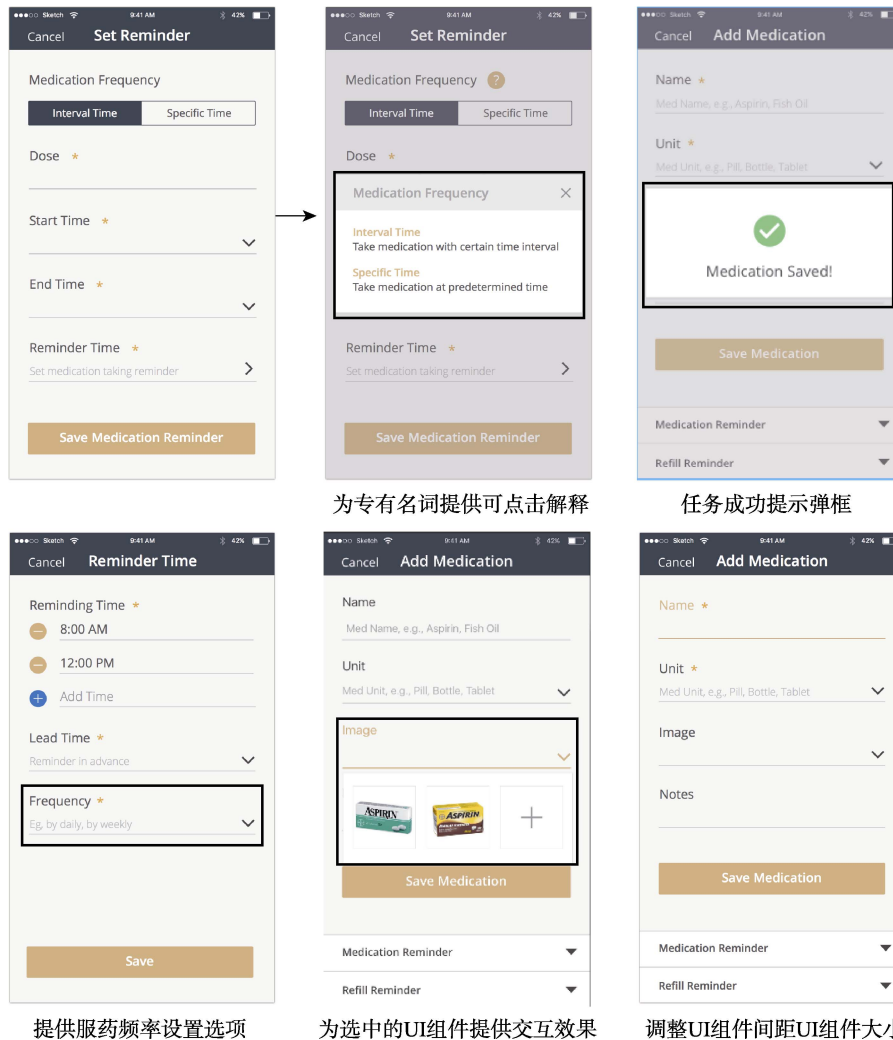 Sketch 9:41 AM 42%
Cancel Set Reminder
Medication Frequency
Interval Time Specific Time
Dose *
Start Time *
End Time *
Reminder Time *
Set medication taking reminder
Save Medication Reminder
Sketch 9:41 AM 42%
Cancel Set Reminder
Medication Frequency ?
Interval Time Specific Time
Dose *
Medication Frequency ×
Interval Time
Take medication with certain time interval
Specific Time
Take medication at predetermined time
Reminder Time *
Set medication taking reminder
Save Medication Reminder
为专有名词提供可点击解释
Sketch 9:41 AM 42%
Cancel Add Medication
Name *
Med Name, e.g., Aspirin, Fish Oil
Unit *
Med Unit, e.g., Pill, Bottle, Tablet
Medication Saved!
Save Medication
Medication Reminder
Refill Reminder
任务成功提示弹框
Sketch 9:41 AM 42%
Cancel Reminder Time
Reminding Time *
8:00 AM
12:00 PM
Add Time
Lead Time *
Reminder in advance
Frequency *
Eg, by daily, by weekly
Save
提供服药频率设置选项
Sketch 9:41 AM 42%
Cancel Add Medication
Name
Med Name, e.g., Aspirin, Fish Oil
Unit
Med Unit, e.g., Pill, Bottle, Tablet
Image
ASPIRIN ASPIRIN
Save Medication
Medication Reminder
Refill Reminder
为选中的UI组件提供交互效果
Sketch 9:41 AM 42%
Cancel Add Medication
Name *
Unit *
Med Unit, e.g., Pill, Bottle, Tablet
Image
Notes
Save Medication
Medication Reminder
Refill Reminder
调整UI组件间距UI组件大小